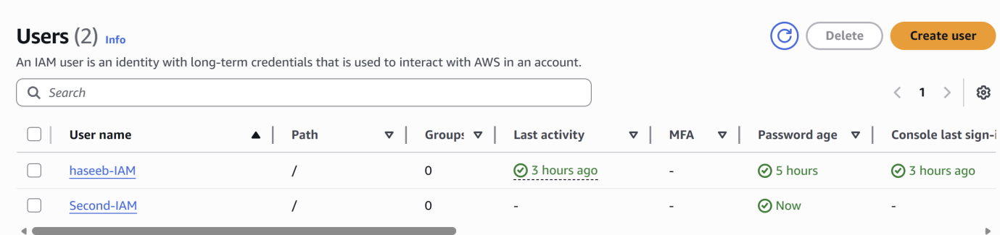 Users (2) Info
Delete
Create user
An IAM user is an identity with long-term credentials that is used to interact with AWS in an account.
Search
1
User name Path Groups Last activity MFA Password age Console last sign-i
haseeb-IAM / 0 3 hours ago - 5 hours 3 hours ago
Second-IAM / 0 - - Now -